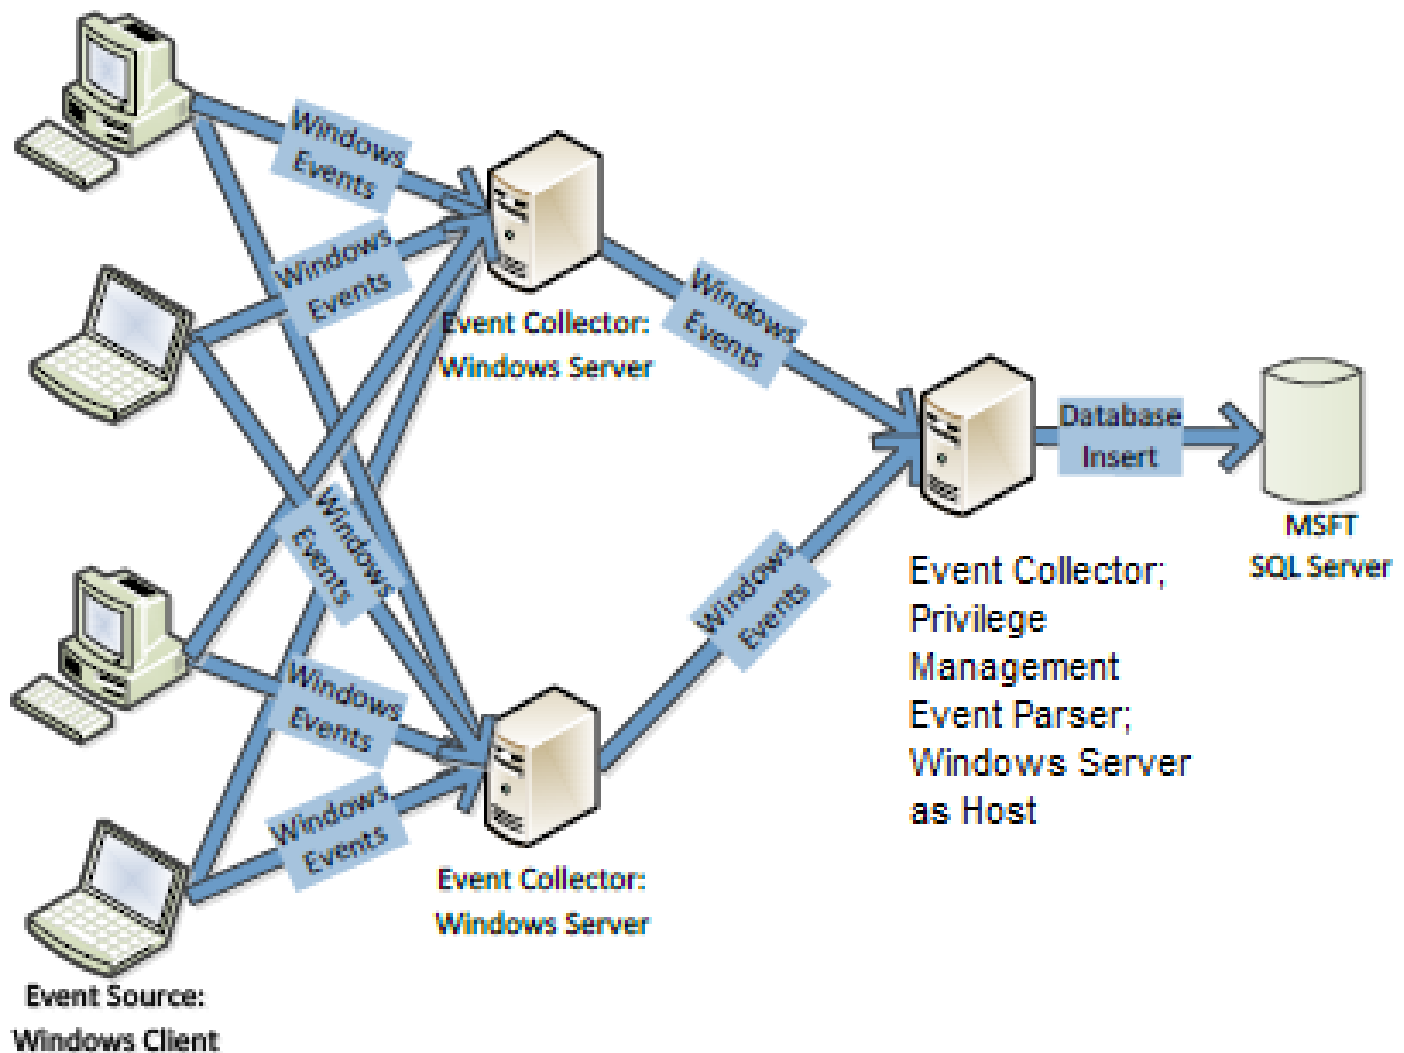 Windows
Events
Windows
Events
Event Collector:
Windows Server
Windows
Events
Database
Insert
MSFT
SQL Server
Windows
Events
Windows
Events
Event Collector;
Privilege
Management
Event Parser;
Windows Server
as Host
Windows
Events
Windows
Events
Event Collector:
Windows Server
Event Source:
Windows Client